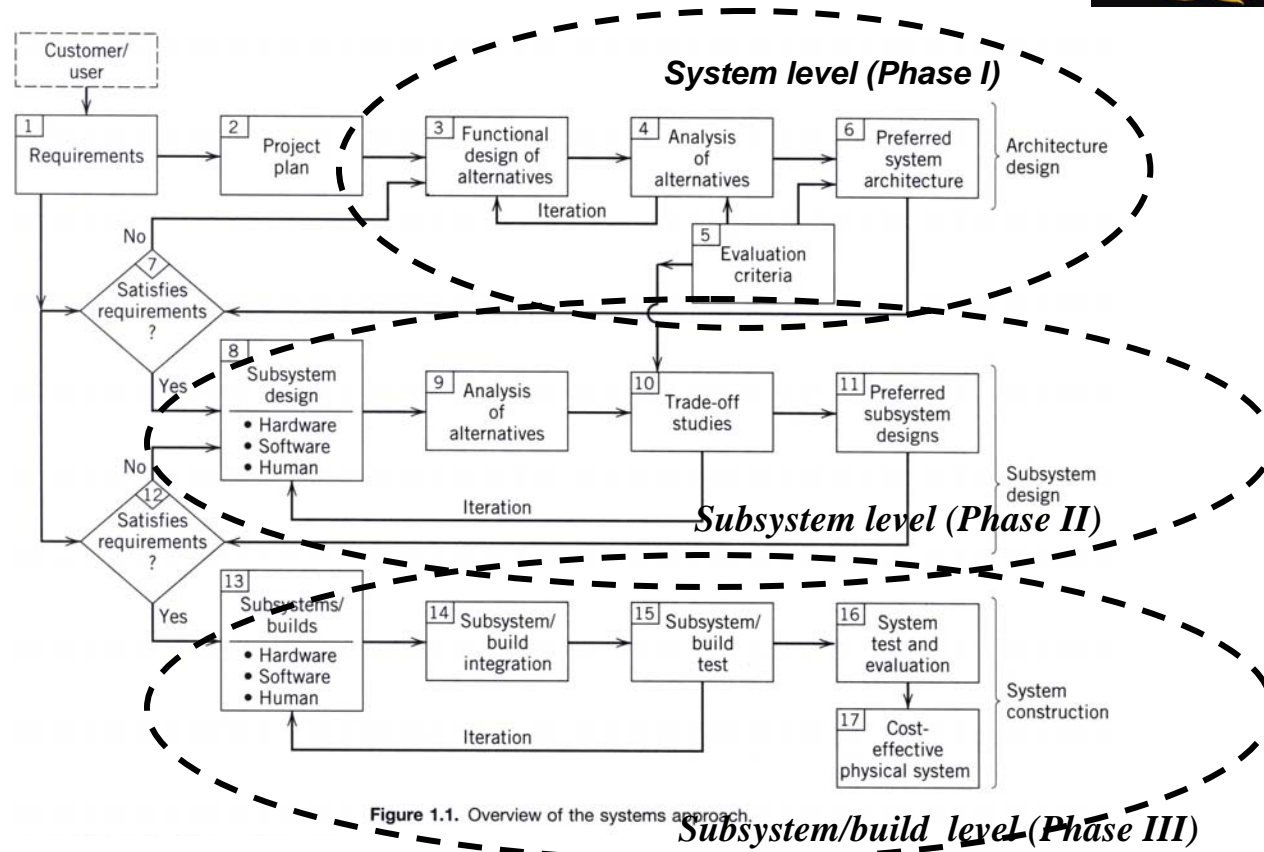 Customer/
user
System level (Phase I)
1
Requirements
2
Project
plan
3
Functional
design of
alternatives
4
Analysis
of
alternatives
6
Preferred
system
architecture
Architecture
design
Iteration
5
Evaluation
criteria
No
7
Satisfies
requirements
?
Yes
8
Subsystem
design
• Hardware
• Software
• Human
9
Analysis
of
alternatives
10
Trade-off
studies
11
Preferred
subsystem
designs
Subsystem
design
Iteration
Subsystem level (Phase II)
No
12
Satisfies
requirements
?
Yes
13
Subsystems/
builds
• Hardware
• Software
• Human
14
Subsystem/
build
integration
15
Subsystem/
build
test
16
System
test and
evaluation
System
construction
Iteration
17
Cost-
effective
physical system
Figure 1.1. Overview of the systems approach.
Subsystem/build level (Phase III)